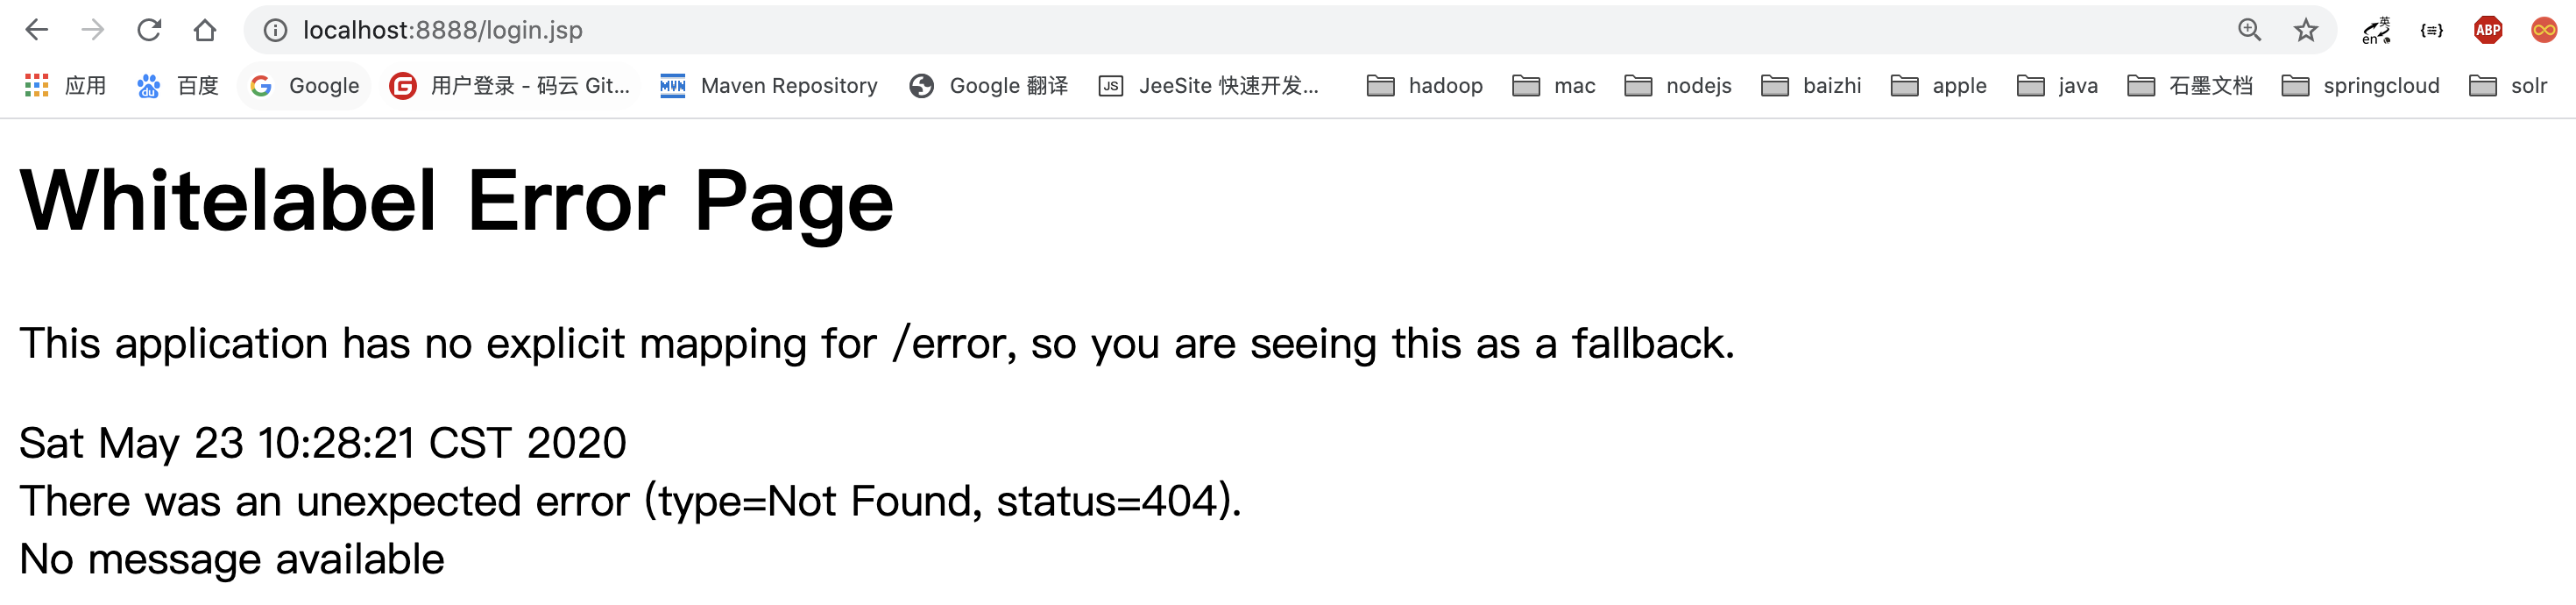 localhost:8888/login.jsp
英
en
ABP
应用 百度 Google 用户登录 - 码云 Git... Maven Repository Google 翻译 JeeSite 快速开发... hadoop mac nodejs baizhi apple java 石墨文档 springcloud solr
Whitelabel Error Page
This application has no explicit mapping for /error, so you are seeing this as a fallback.
Sat May 23 10:28:21 CST 2020
There was an unexpected error (type=Not Found, status=404).
No message available